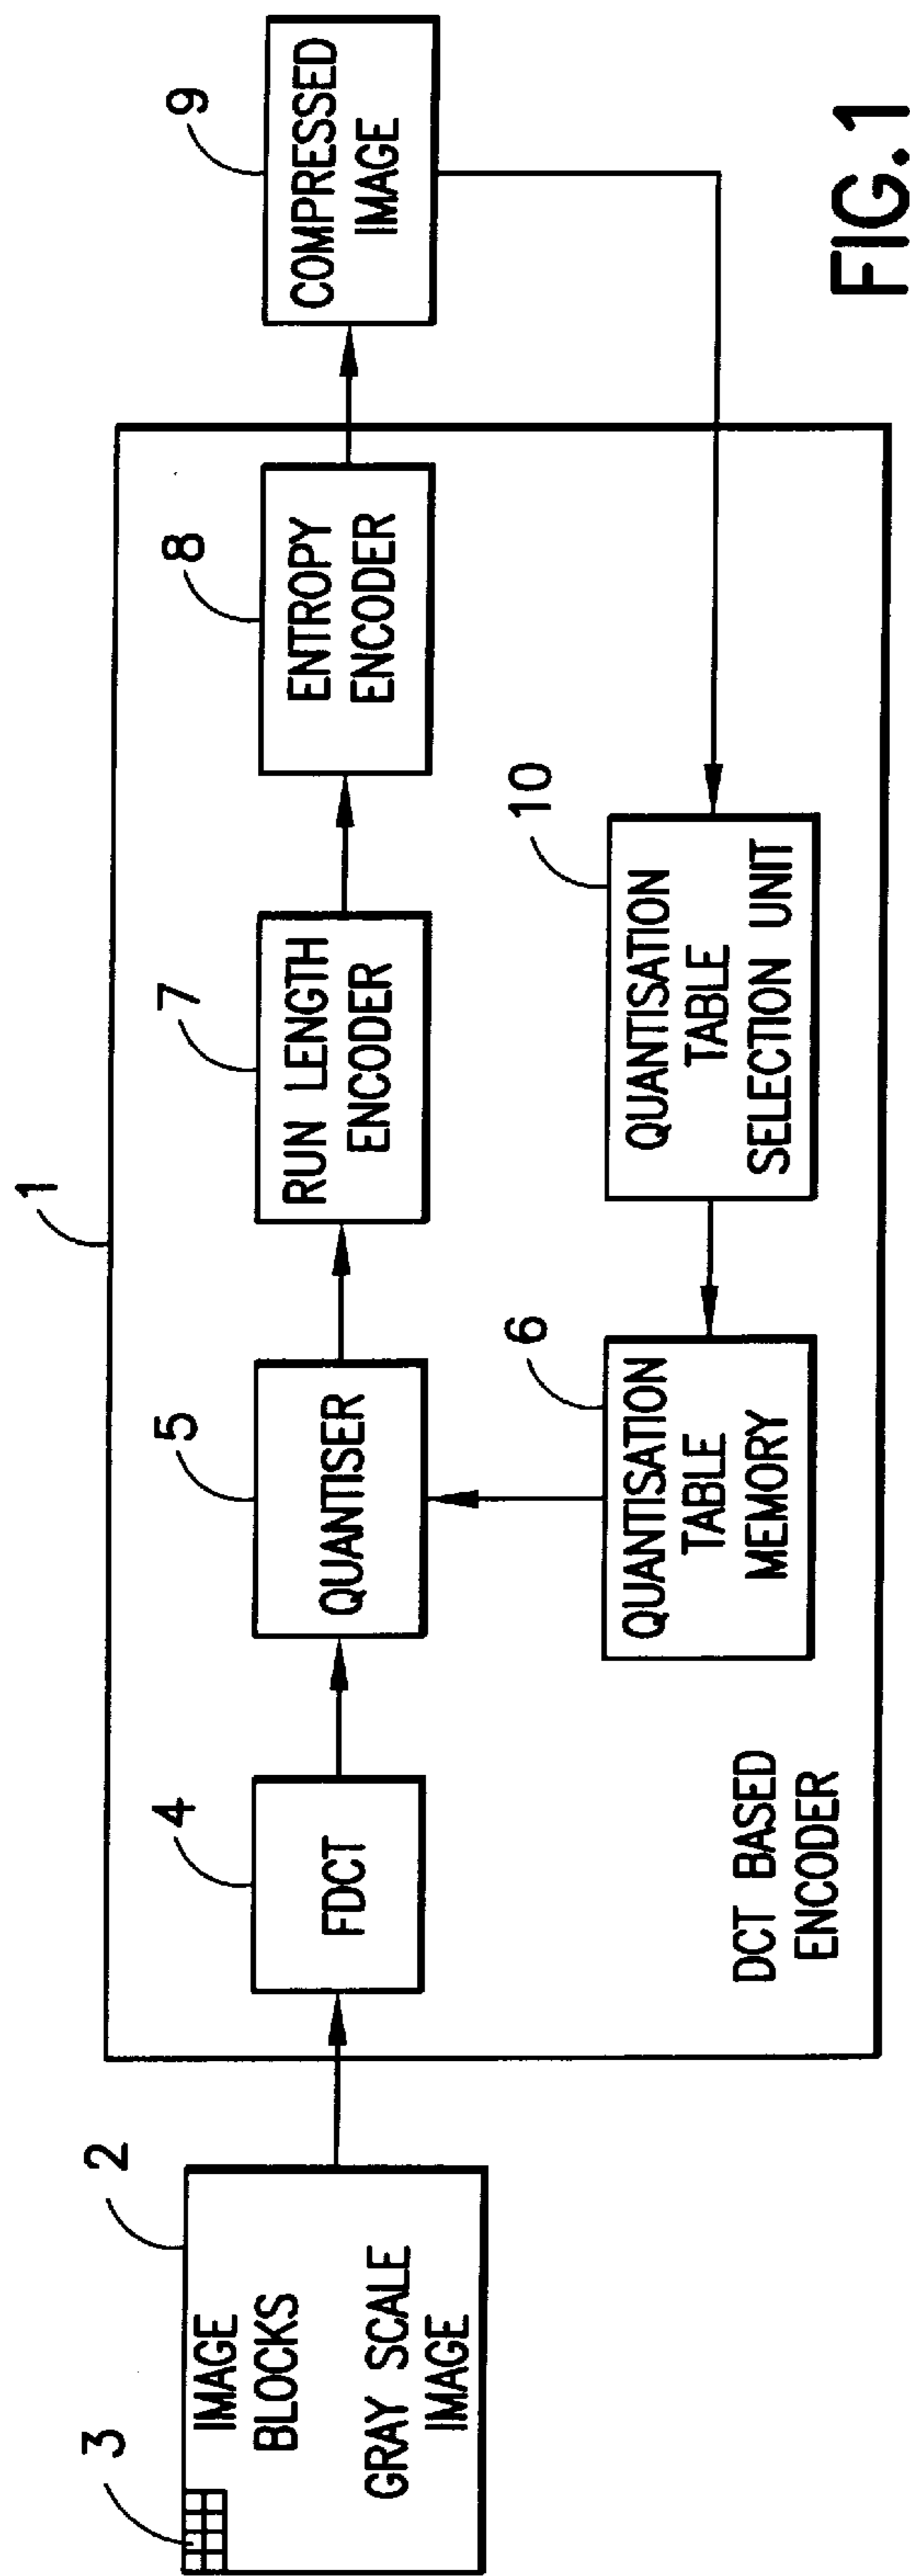 1
2
3
IMAGE
BLOCKS
GRAY SCALE
IMAGE
4
FDCT
5
QUANTISER
7
RUN LENGTH
ENCODER
8
ENTROPY
ENCODER
9
COMPRESSED
IMAGE
6
QUANTISATION
TABLE
MEMORY
10
QUANTISATION
TABLE
SELECTION UNIT
DCT BASED
ENCODER
FIG.1